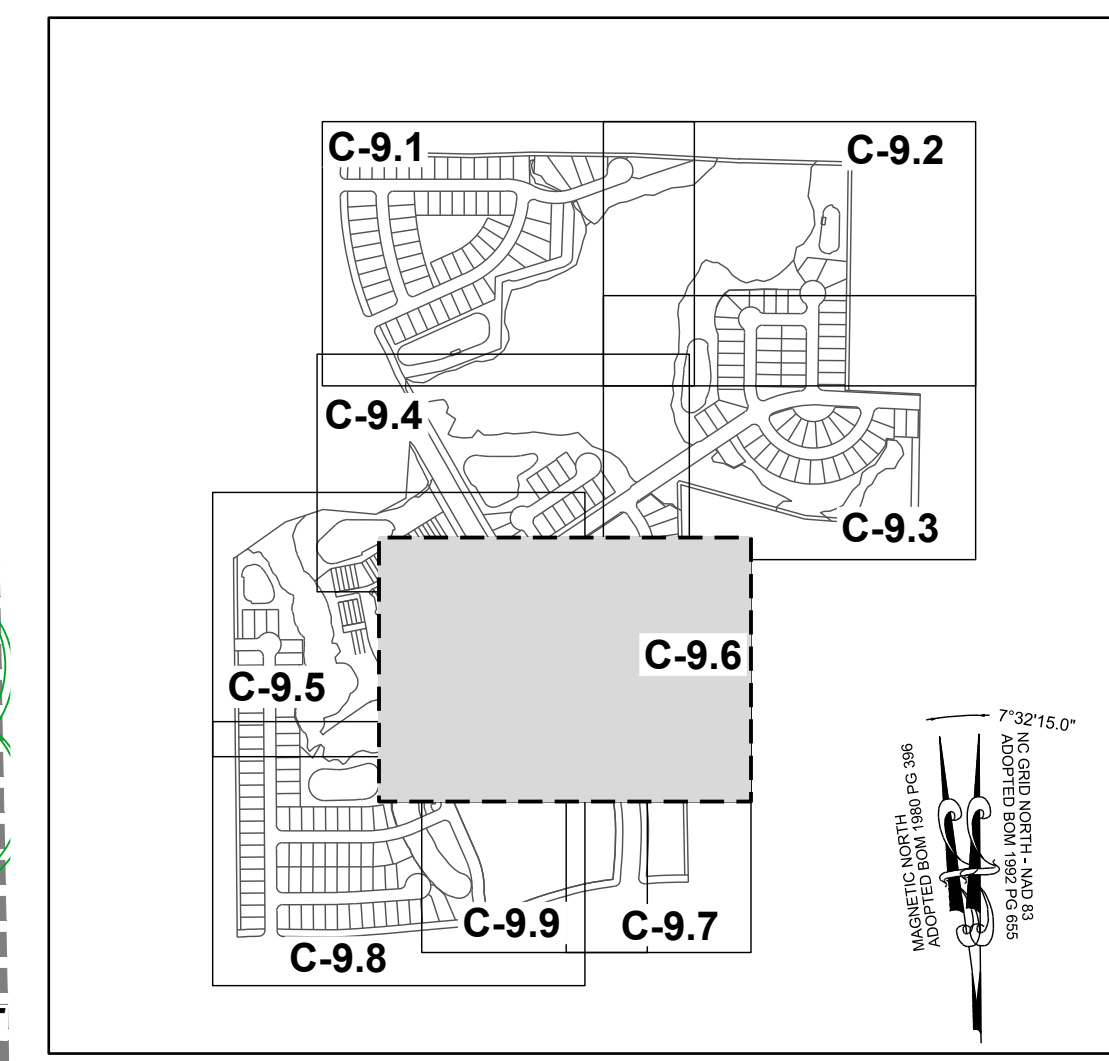 C-9.1
C-9.2
C-9.4
C-9.3
C-9.6
C-9.5
7°32'15.0"
NC GRID NORTH - NAD 83
ADOPTED BOM 1992 PG 655
MAGNETIC NORTH
ADOPTED BOM 1980 PG 396
C-9.9
C-9.7
C-9.8